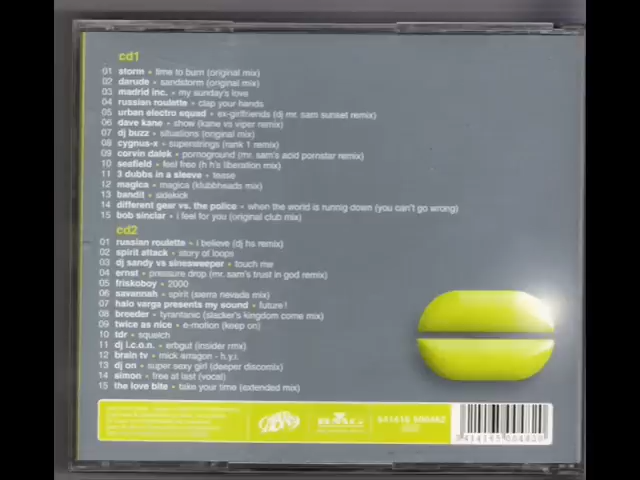 cd1
01 storm • time to burn (original mix)
02 darude • sandstorm (original mix)
03 madrid inc. • my sunday's love
04 russian roulette • clap your hands
05 urban electro squad • ex-girlfriends (dj mr. sam sunset remix)
06 dave kane • show (kane vs viper remix)
07 dj buzz • situations (original mix)
08 cygnus-x • superstrings (rank 1 remix)
09 corvin dalek • pornoground (mr. sam's acid pornstar remix)
10 seafield • feel free (h h's liberation mix)
11 3 dubbs in a sleeve • tease
12 magica • magica (klubbheads mix)
13 bandit • sidekick
14 different gear vs. the police • when the world is runnig down (you can't go wrong)
15 bob sinclar • i feel for you (original club mix)
cd2
01 russian roulette • i believe (dj hs remix)
02 spirit attack • story of loops
03 dj sandy vs sinesweeper • touch me
04 ernst • pressure drop (mr. sam's trust in god remix)
05 friskoboy • 2000
06 savannah • spirit (sierra nevada mix)
07 halo varga presents my sound • future!
08 breeder • tyrantanic (slacker's kingdom come mix)
09 twice as nice • e-motion (keep on)
10 tdr • squelch
11 dj i.c.o.n. • erbgut (insider rmx)
12 brain tv • mick arragon - h.y.i.
13 dj on • super sexy girl (deeper discomix)
14 simon • free at last (vocal)
15 the love bite • take your time (extended mix)
BMG